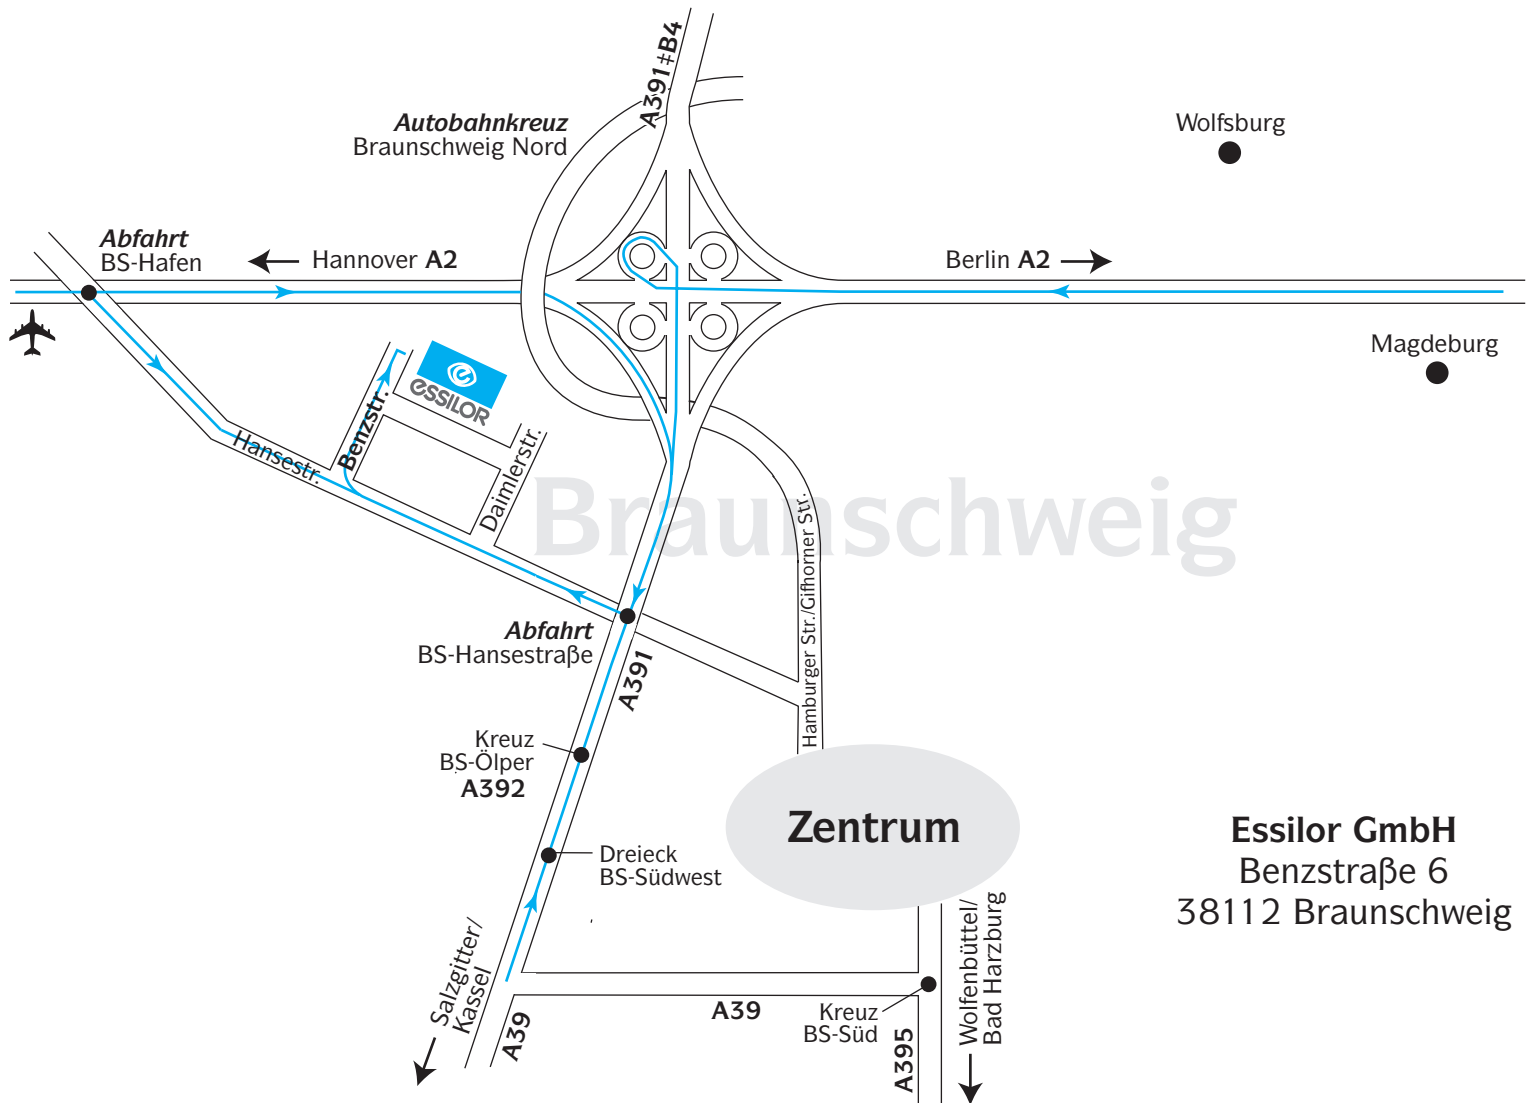 A391+B4
Autobahnkreuz
Braunschweig Nord
Wolfsburg
Abfahrt
BS-Hafen
Hannover A2
Berlin A2
Magdeburg
essilor
Benzstr.
Hansestr.
Daimlerstr.
Braunschweig
Hamburger Str./Gifhorner Str.
Abfahrt
BS-Hansestraße
A391
Kreuz
BS-Ölper
A392
Zentrum
Dreieck
BS-Südwest
Essilor GmbH
Benzstraße 6
38112 Braunschweig
Salzgitter/
Kassel
A39
A39
Kreuz
BS-Süd
A395
Wolfenbüttel/
Bad Harzburg